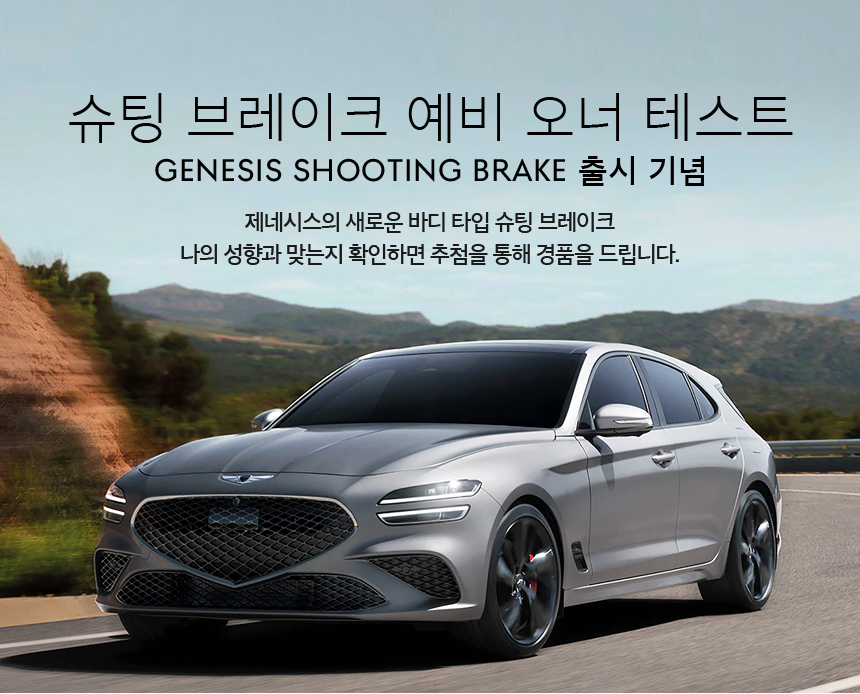 슈팅 브레이크 예비 오너 테스트
GENESIS SHOOTING BRAKE 출시 기념
제네시스의 새로운 바디 타입 슈팅 브레이크
나의 성향과 맞는지 확인하면 추첨을 통해 경품을 드립니다.